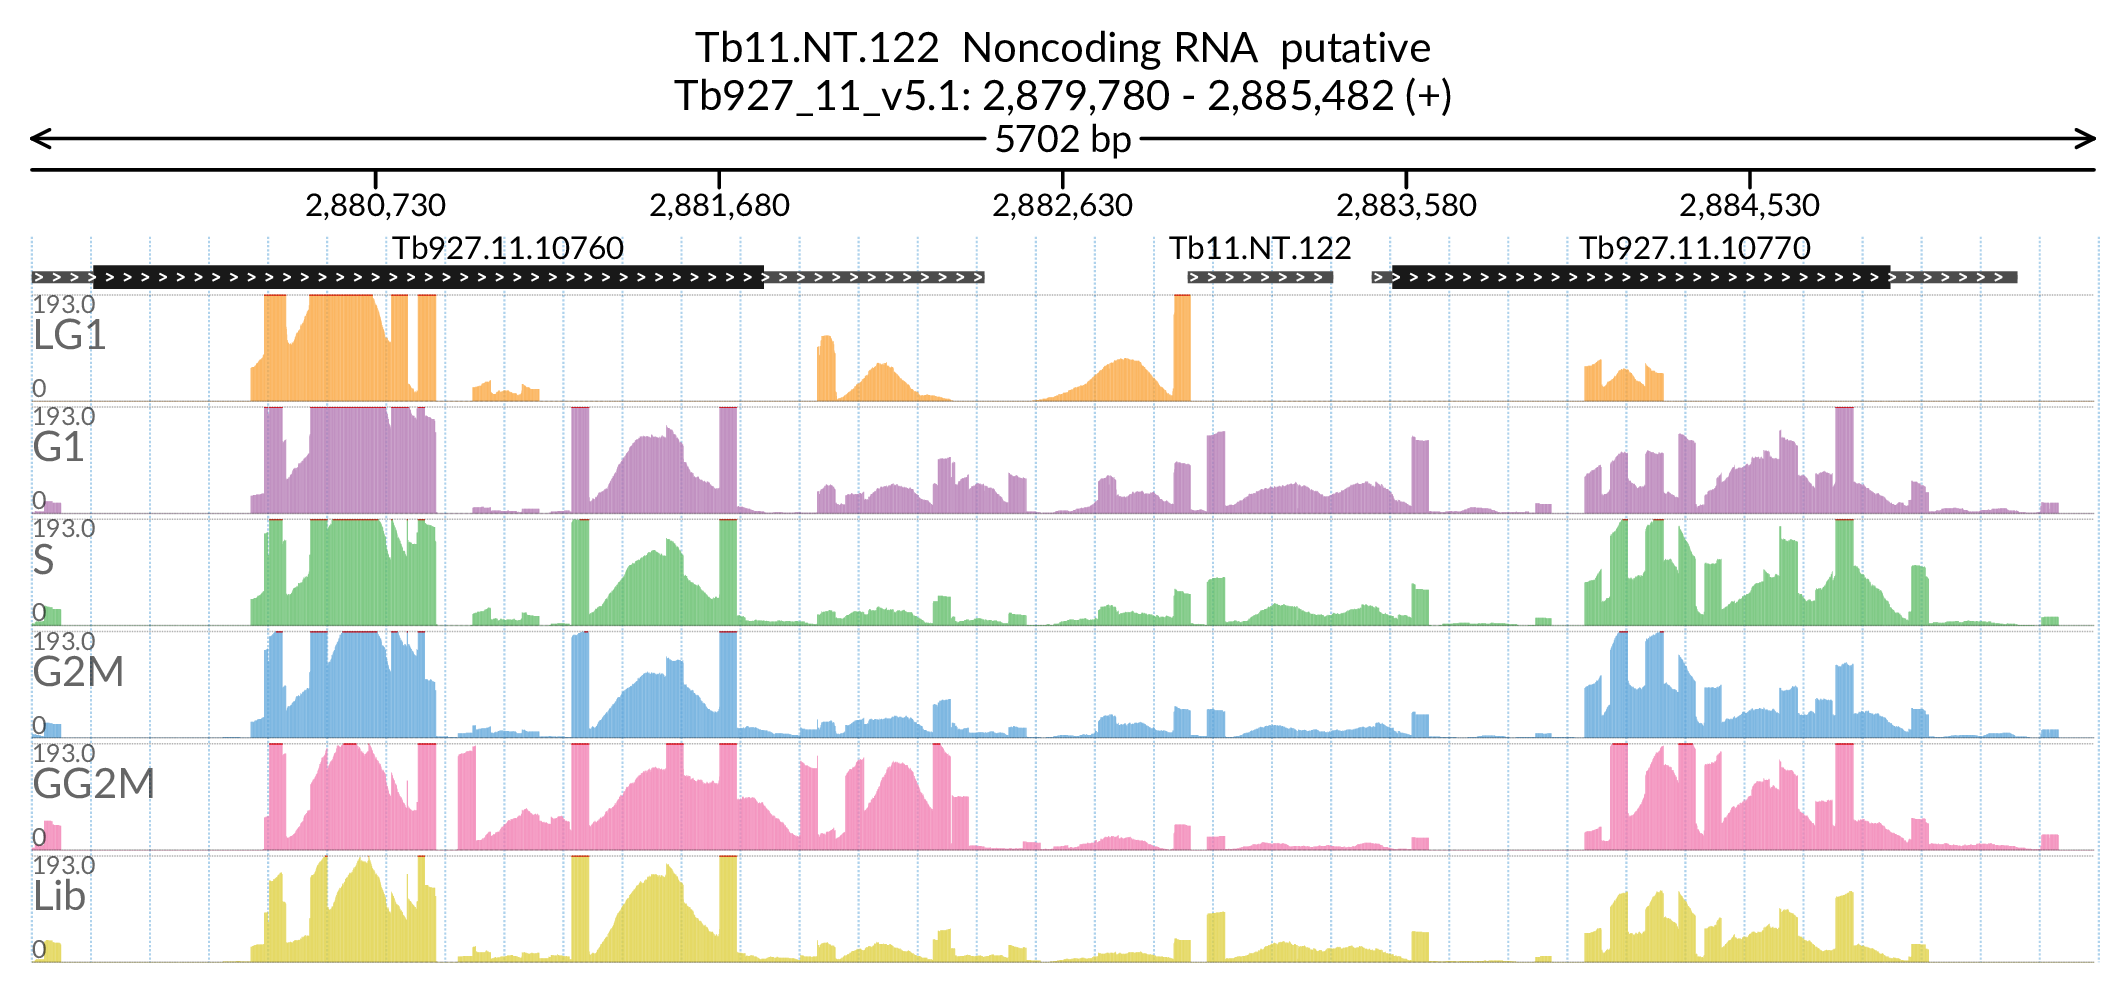 Tb11.NT.122  Noncoding RNA  putative
Tb927_11_v5.1: 2,879,780 - 2,885,482 (+)
5702 bp
2,880,730 2,881,680 2,882,630 2,883,580 2,884,530
Tb927.11.10760 Tb11.NT.122 Tb927.11.10770
193.0
LG1
0
193.0
G1
0
193.0
S
0
193.0
G2M
0
193.0
GG2M
0
193.0
Lib
0